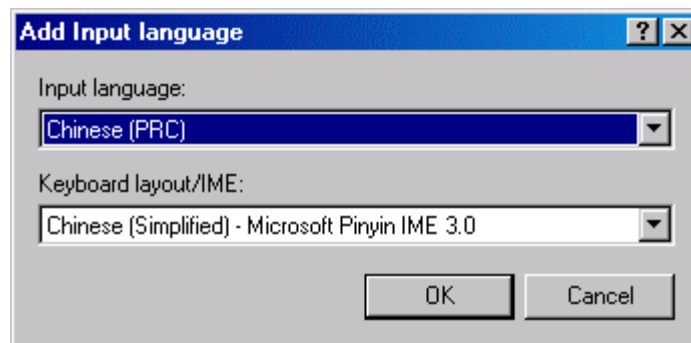 Add Input language
Input language:
Chinese (PRC)
Keyboard layout/IME:
Chinese (Simplified) - Microsoft Pinyin IME 3.0
OK Cancel